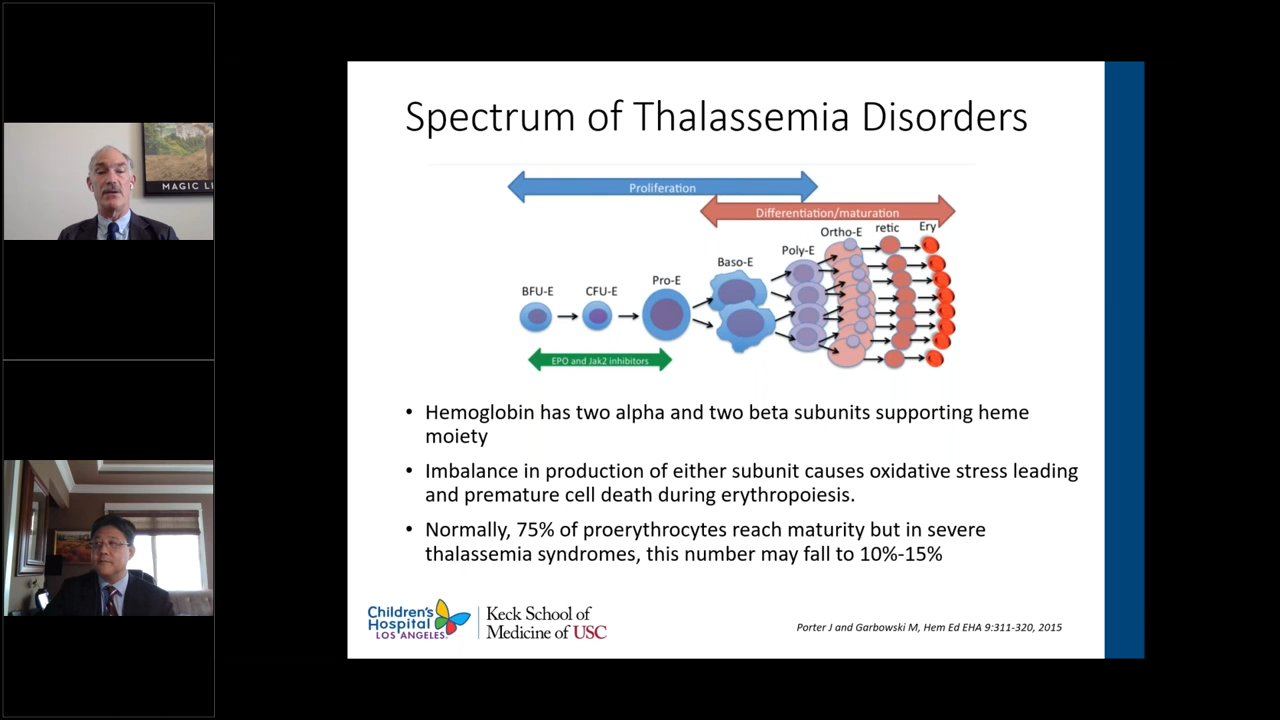 MAGIC LI
Spectrum of Thalassemia Disorders
Proliferation
Differentiation/maturation
Ortho-E retic Ery
Poly-E
Baso-E
Pro-E
BFU-E CFU-E
EPO and Jak2 inhibitors
• Hemoglobin has two alpha and two beta subunits supporting heme
moiety
• Imbalance in production of either subunit causes oxidative stress leading
and premature cell death during erythropoiesis.
• Normally, 75% of proerythrocytes reach maturity but in severe
thalassemia syndromes, this number may fall to 10%-15%
Children's
Hospital
LOS ANGELES
Keck School of
Medicine of USC
Porter J and Garbowski M, Hem Ed EHA 9:311-320, 2015